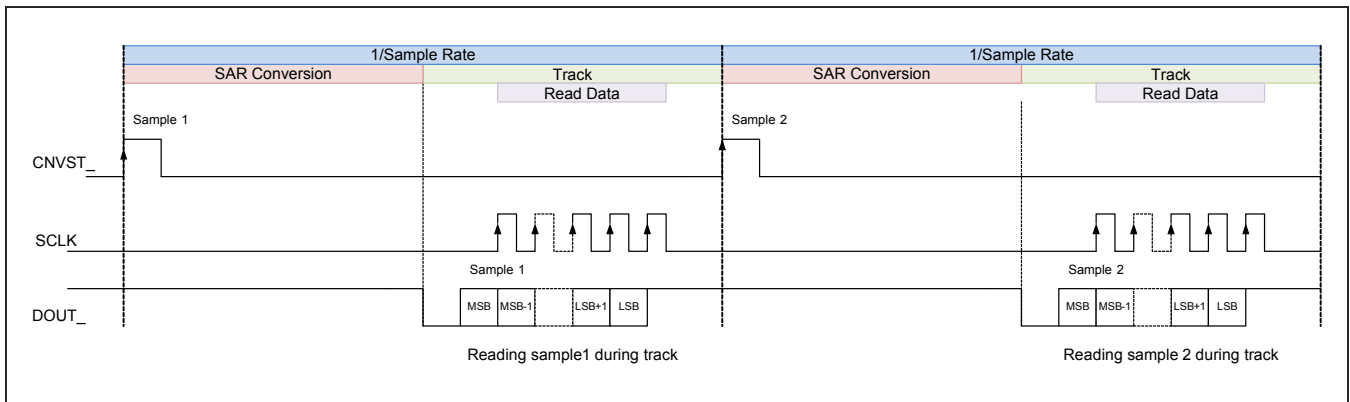 1/Sample Rate 1/Sample Rate
SAR Conversion Track SAR Conversion Track
Read Data Read Data
Sample 1 Sample 2
CNVST_
SCLK
Sample 1 Sample 2
MSB MSB-1 LSB+1 LSB MSB MSB-1 LSB+1 LSB
DOUT_
Reading sample1 during track Reading sample 2 during track